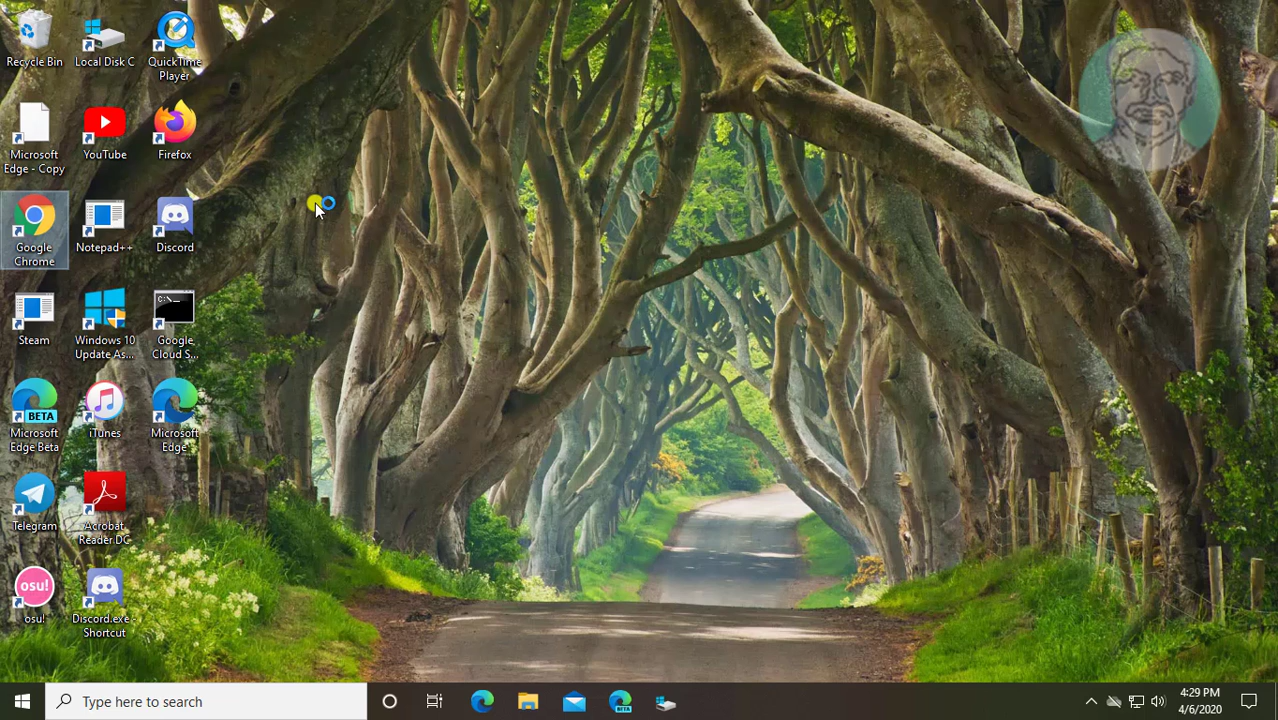 Recycle Bin
Local Disk C
QuickTime Player
Microsoft Edge - Copy
YouTube
Firefox
Google Chrome
Notepad++
Discord
Steam
Windows 10 Update As...
C:\_
Google Cloud S...
BETA
Microsoft Edge Beta
iTunes
Microsoft Edge
Telegram
Acrobat Reader DC
osu!
osu!
Discord.exe - Shortcut
Type here to search
BETA
4:29 PM
4/6/2020